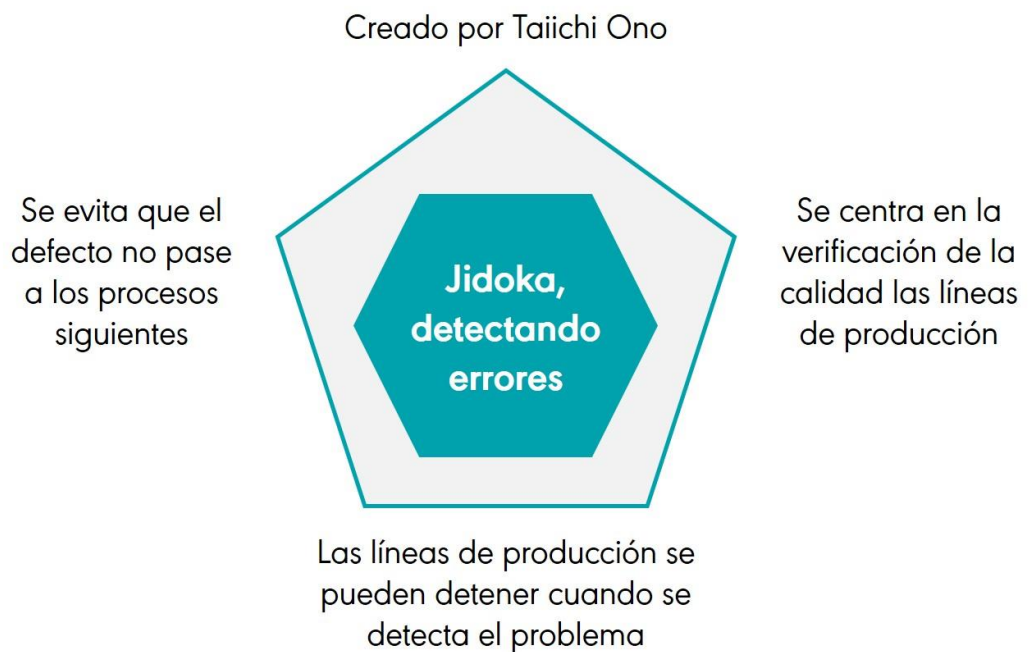 Creado por Taiichi Ono
Se evita que el
defecto no pase
a los procesos
siguientes
Jidoka,
detectando
errores
Se centra en la
verificación de la
calidad las líneas
de producción
Las líneas de producción se
pueden detener cuando se
detecta el problema